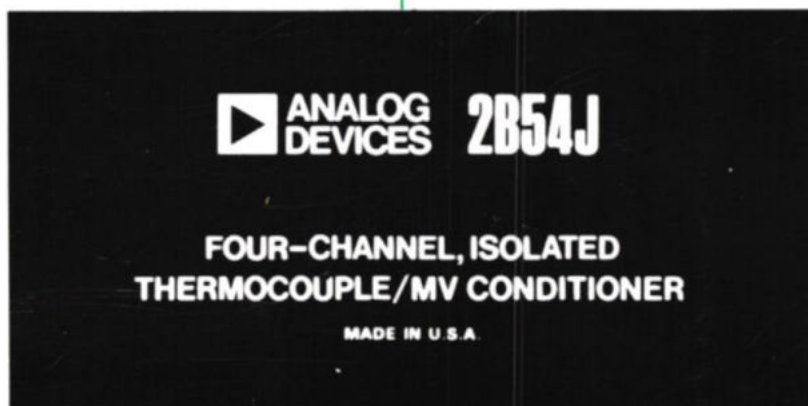 ANALOG DEVICES 2B54J
FOUR-CHANNEL, ISOLATED
THERMOCOUPLE/MV CONDITIONER
MADE IN U.S.A.